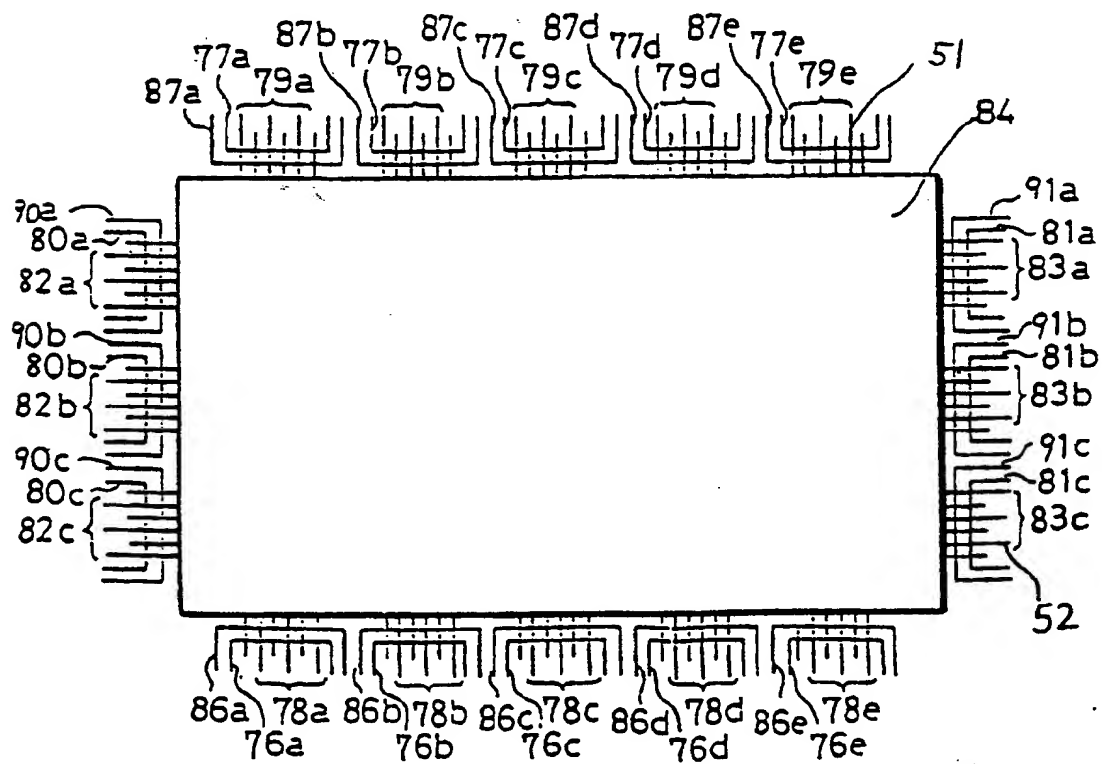 87b 87c 87d 87e
77a 77b 77c 77d 77e 51
87a 79a 79b 79c 79d 79e
84
90a 91a
80a 81a
82a 83a
90b 91b
80b 81b
82b 83b
90c 91c
80c 81c
82c 83c
52
86a 78a 86b 78b 86c 78c 86d 78d 86e 78e
76a 76b 76c 76d 76e